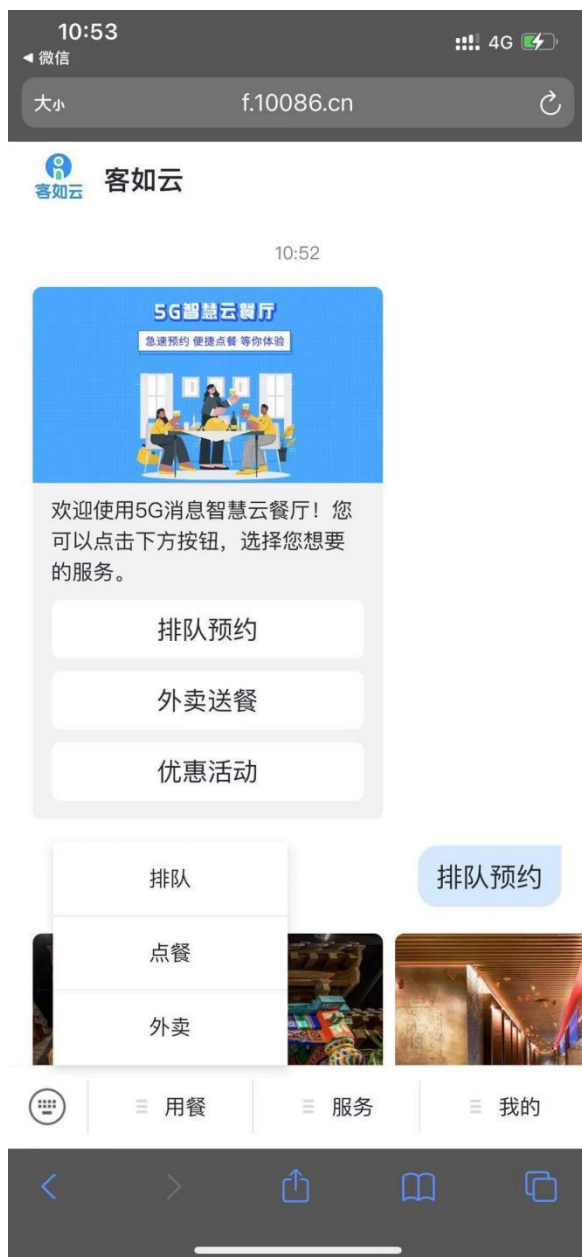 10:53
4G
◀ 微信
大小
f.10086.cn
客如云
客如云
10:52
5G智慧云餐厅
急速预约 便捷点餐 等你体验
欢迎使用5G消息智慧云餐厅！您
可以点击下方按钮，选择您想要
的服务。
排队预约
外卖送餐
优惠活动
排队预约
排队
点餐
外卖
用餐
服务
我的